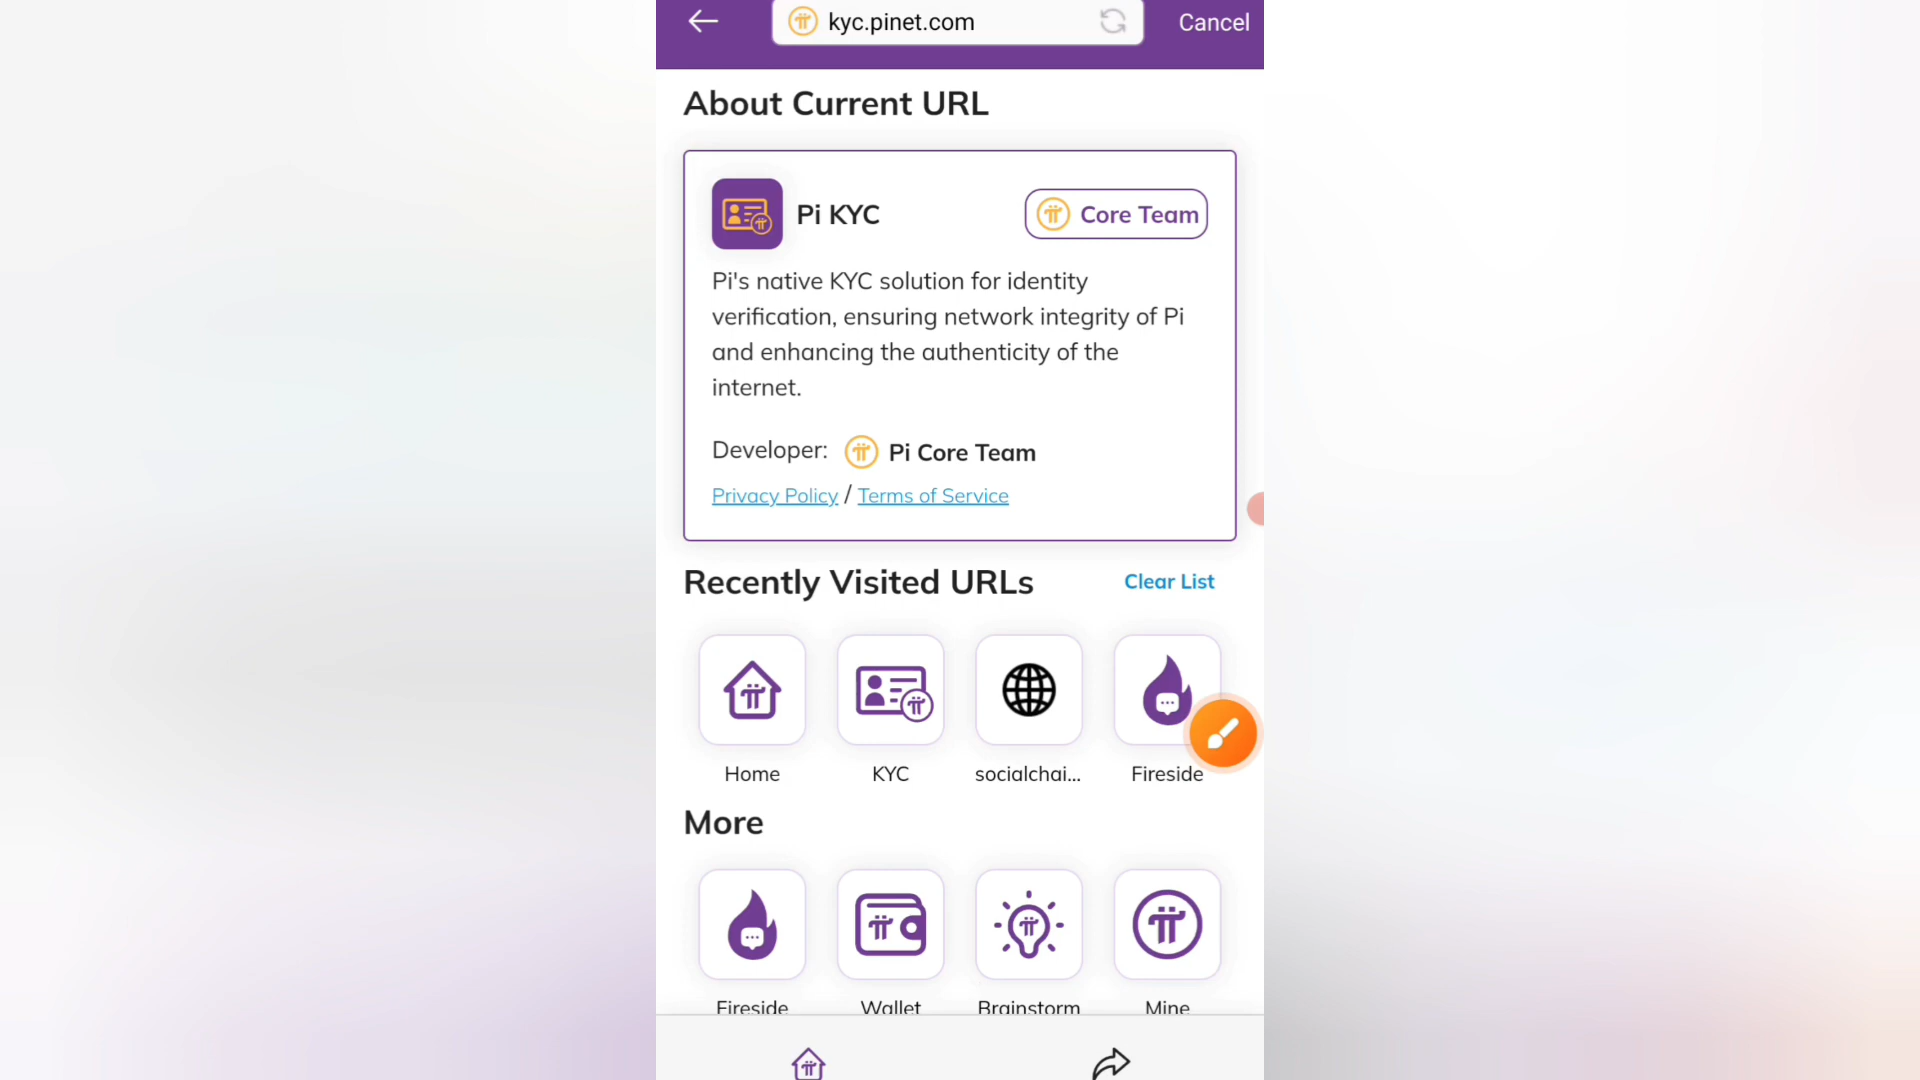 kyc.pinet.com
Cancel
About Current URL
Pi KYC
Core Team
Pi's native KYC solution for identity
verification, ensuring network integrity of Pi
and enhancing the authenticity of the
internet.
Developer: Pi Core Team
Privacy Policy / Terms of Service
Recently Visited URLs
Clear List
Home
KYC
socialchai...
Fireside
More
Fireside
Wallet
Brainstorm
Mine